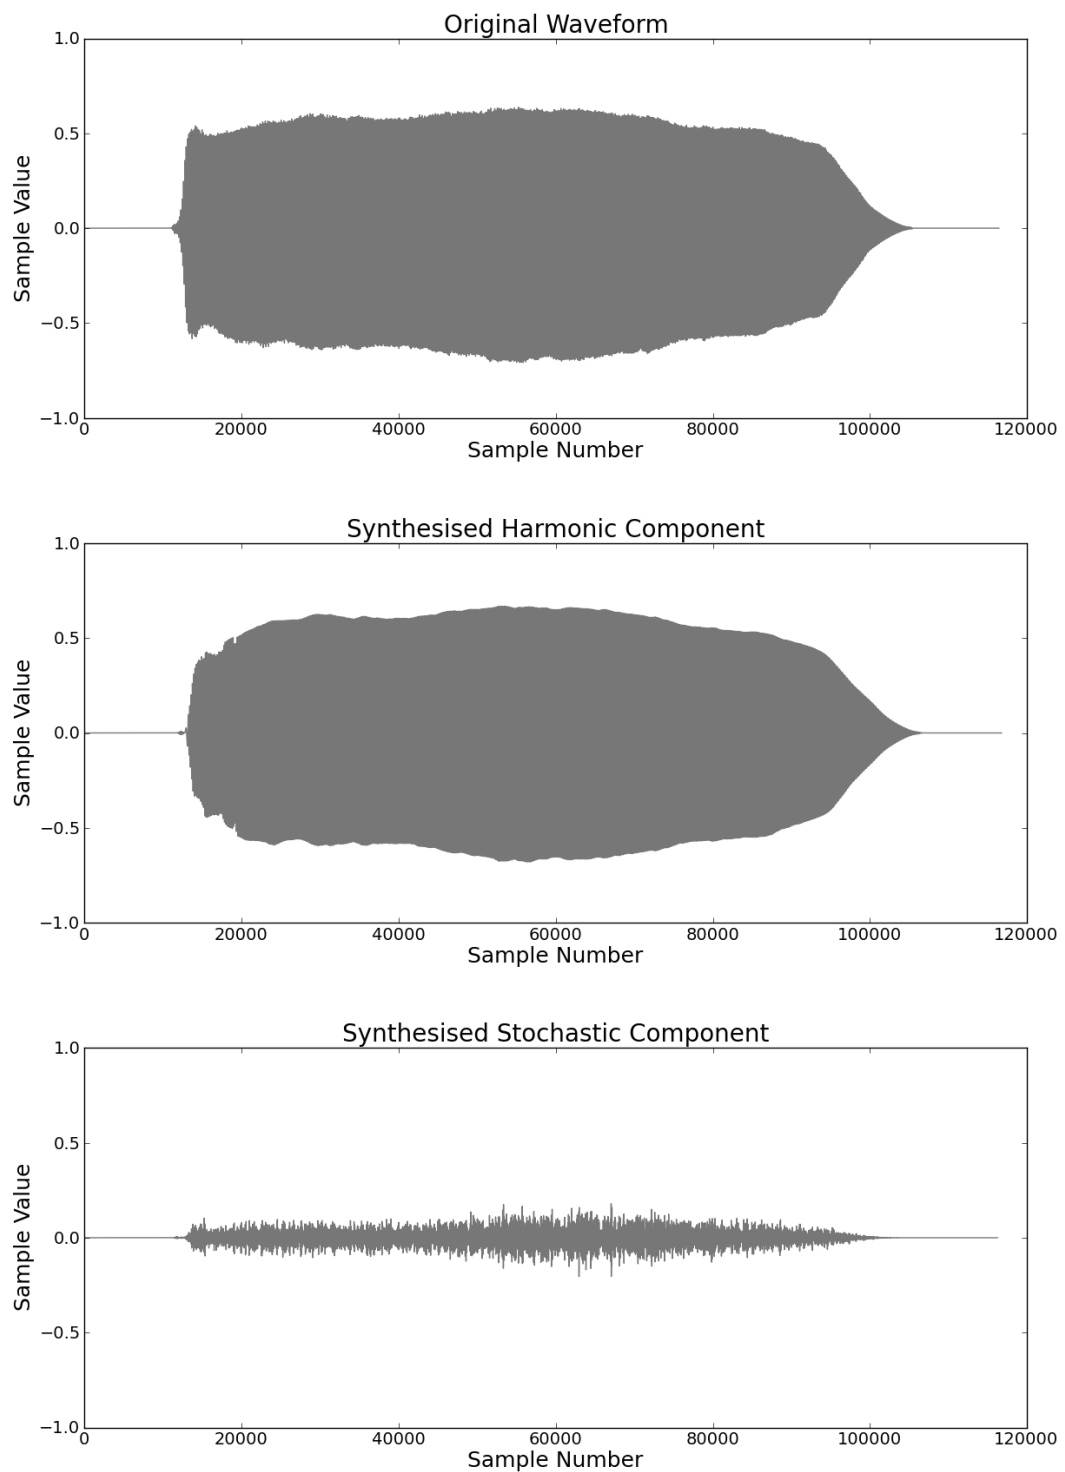 Original Waveform
1.0
0.5
0.0
−0.5
−1.0
Sample Value
0 20000 40000 60000 80000 100000 120000
Sample Number
Synthesised Harmonic Component
1.0
0.5
0.0
−0.5
−1.0
Sample Value
0 20000 40000 60000 80000 100000 120000
Sample Number
Synthesised Stochastic Component
1.0
0.5
0.0
−0.5
−1.0
Sample Value
0 20000 40000 60000 80000 100000 120000
Sample Number